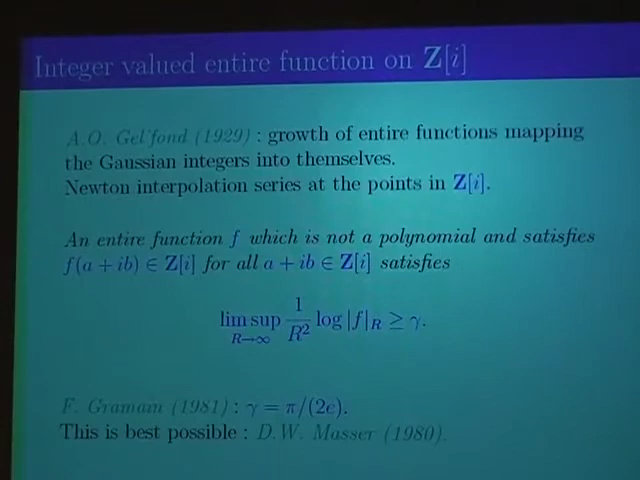 Integer valued entire function on Z[i]
A.O. Gel'fond (1929) : growth of entire functions mapping
the Gaussian integers into themselves.
Newton interpolation series at the points in Z[i].
An entire function f which is not a polynomial and satisfies
f(a + ib) ∈ Z[i] for all a + ib ∈ Z[i] satisfies
lim sup_{R→∞} 1/R² log |f|_R ≥ γ.
F. Gramain (1981) : γ = π/(2e).
This is best possible : D.W. Masser (1980).